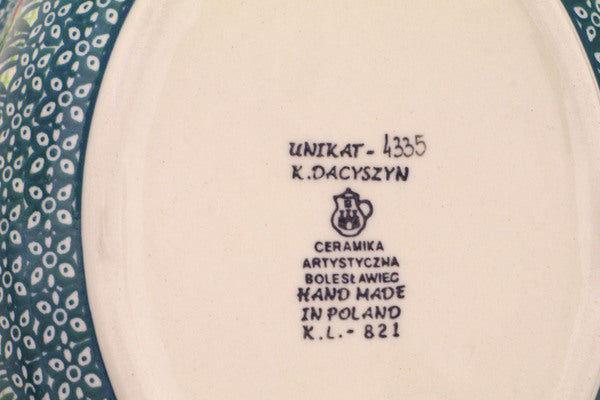 UNIKAT - 4335
K. DACYSZYN
CERAMIKA
ARTYSTYCZNA
BOLESŁAWIEC
HAND MADE
IN POLAND
K.L. - 821